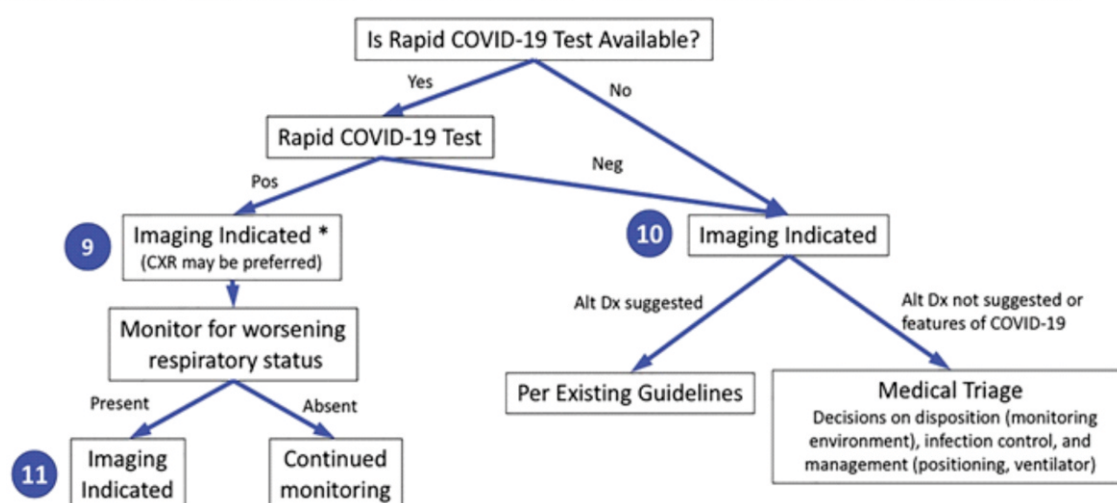 Is Rapid COVID-19 Test Available?
Yes
No
Rapid COVID-19 Test
Pos
Neg
9
Imaging Indicated *
(CXR may be preferred)
10
Imaging Indicated
Alt Dx suggested
Alt Dx not suggested or
features of COVID-19
Monitor for worsening
respiratory status
Per Existing Guidelines
Medical Triage
Decisions on disposition (monitoring
environment), infection control, and
management (positioning, ventilator)
Present
Absent
11
Imaging
Indicated
Continued
monitoring